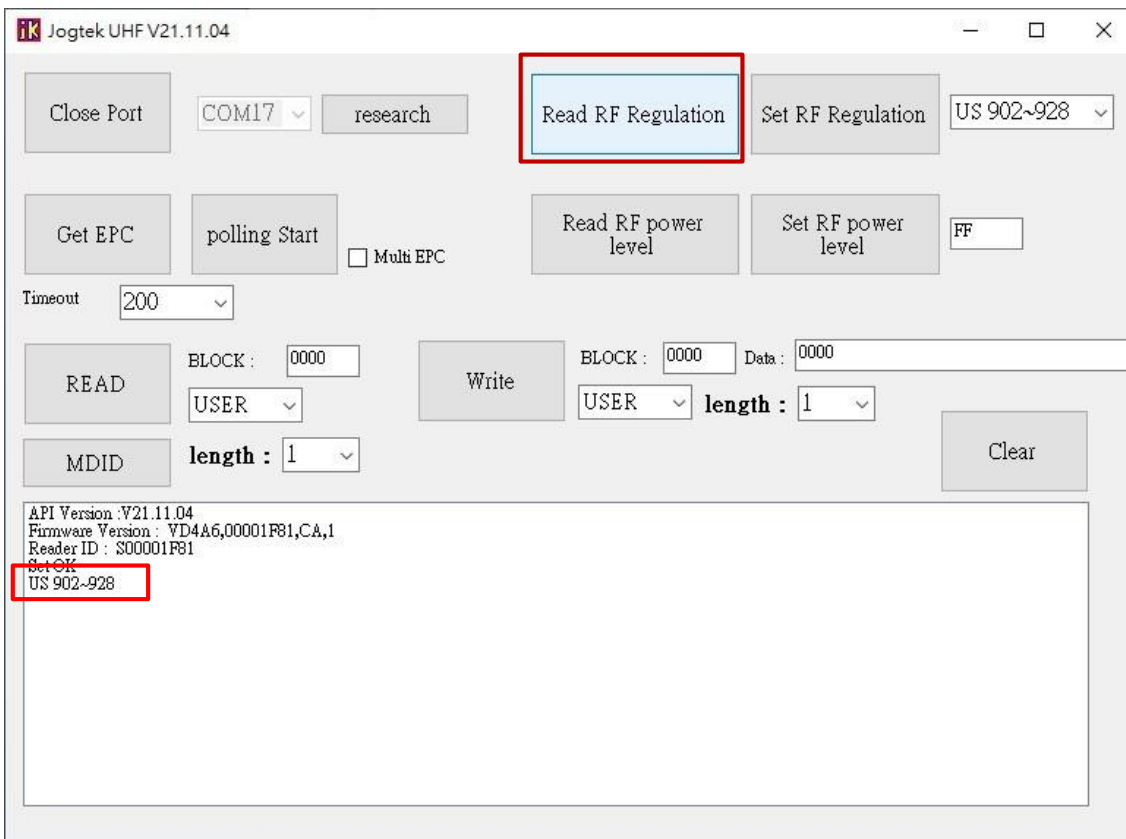 Jogtek UHF V21.11.04
Close Port
COM17
research
Read RF Regulation
Set RF Regulation
US 902~928
Get EPC
polling Start
Multi EPC
Read RF power
level
Set RF power
level
FF
Timeout
200
READ
BLOCK :
0000
USER
Write
BLOCK :
0000
Data :
0000
USER
length :
1
MDID
length :
1
Clear
API Version :V21.11.04
Firmware Version : VD4A6,00001F81,CA,1
Reader ID : S00001F81
Set OK
US 902~928